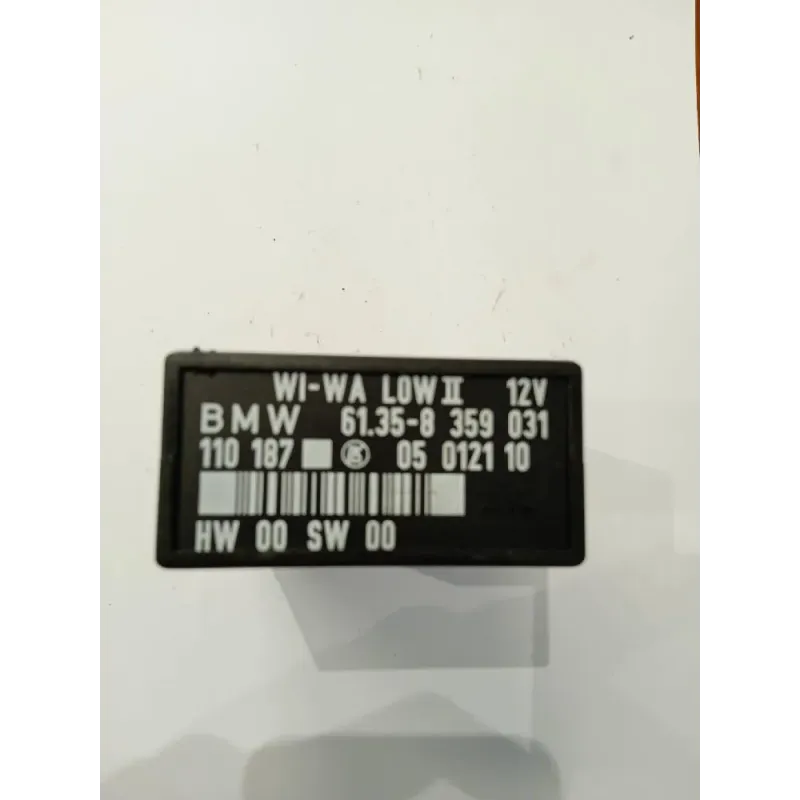 WI-WA LOW II 12V
BMW 61.35-8 359 031
110 187 05 0121 10
HW 00 SW 00